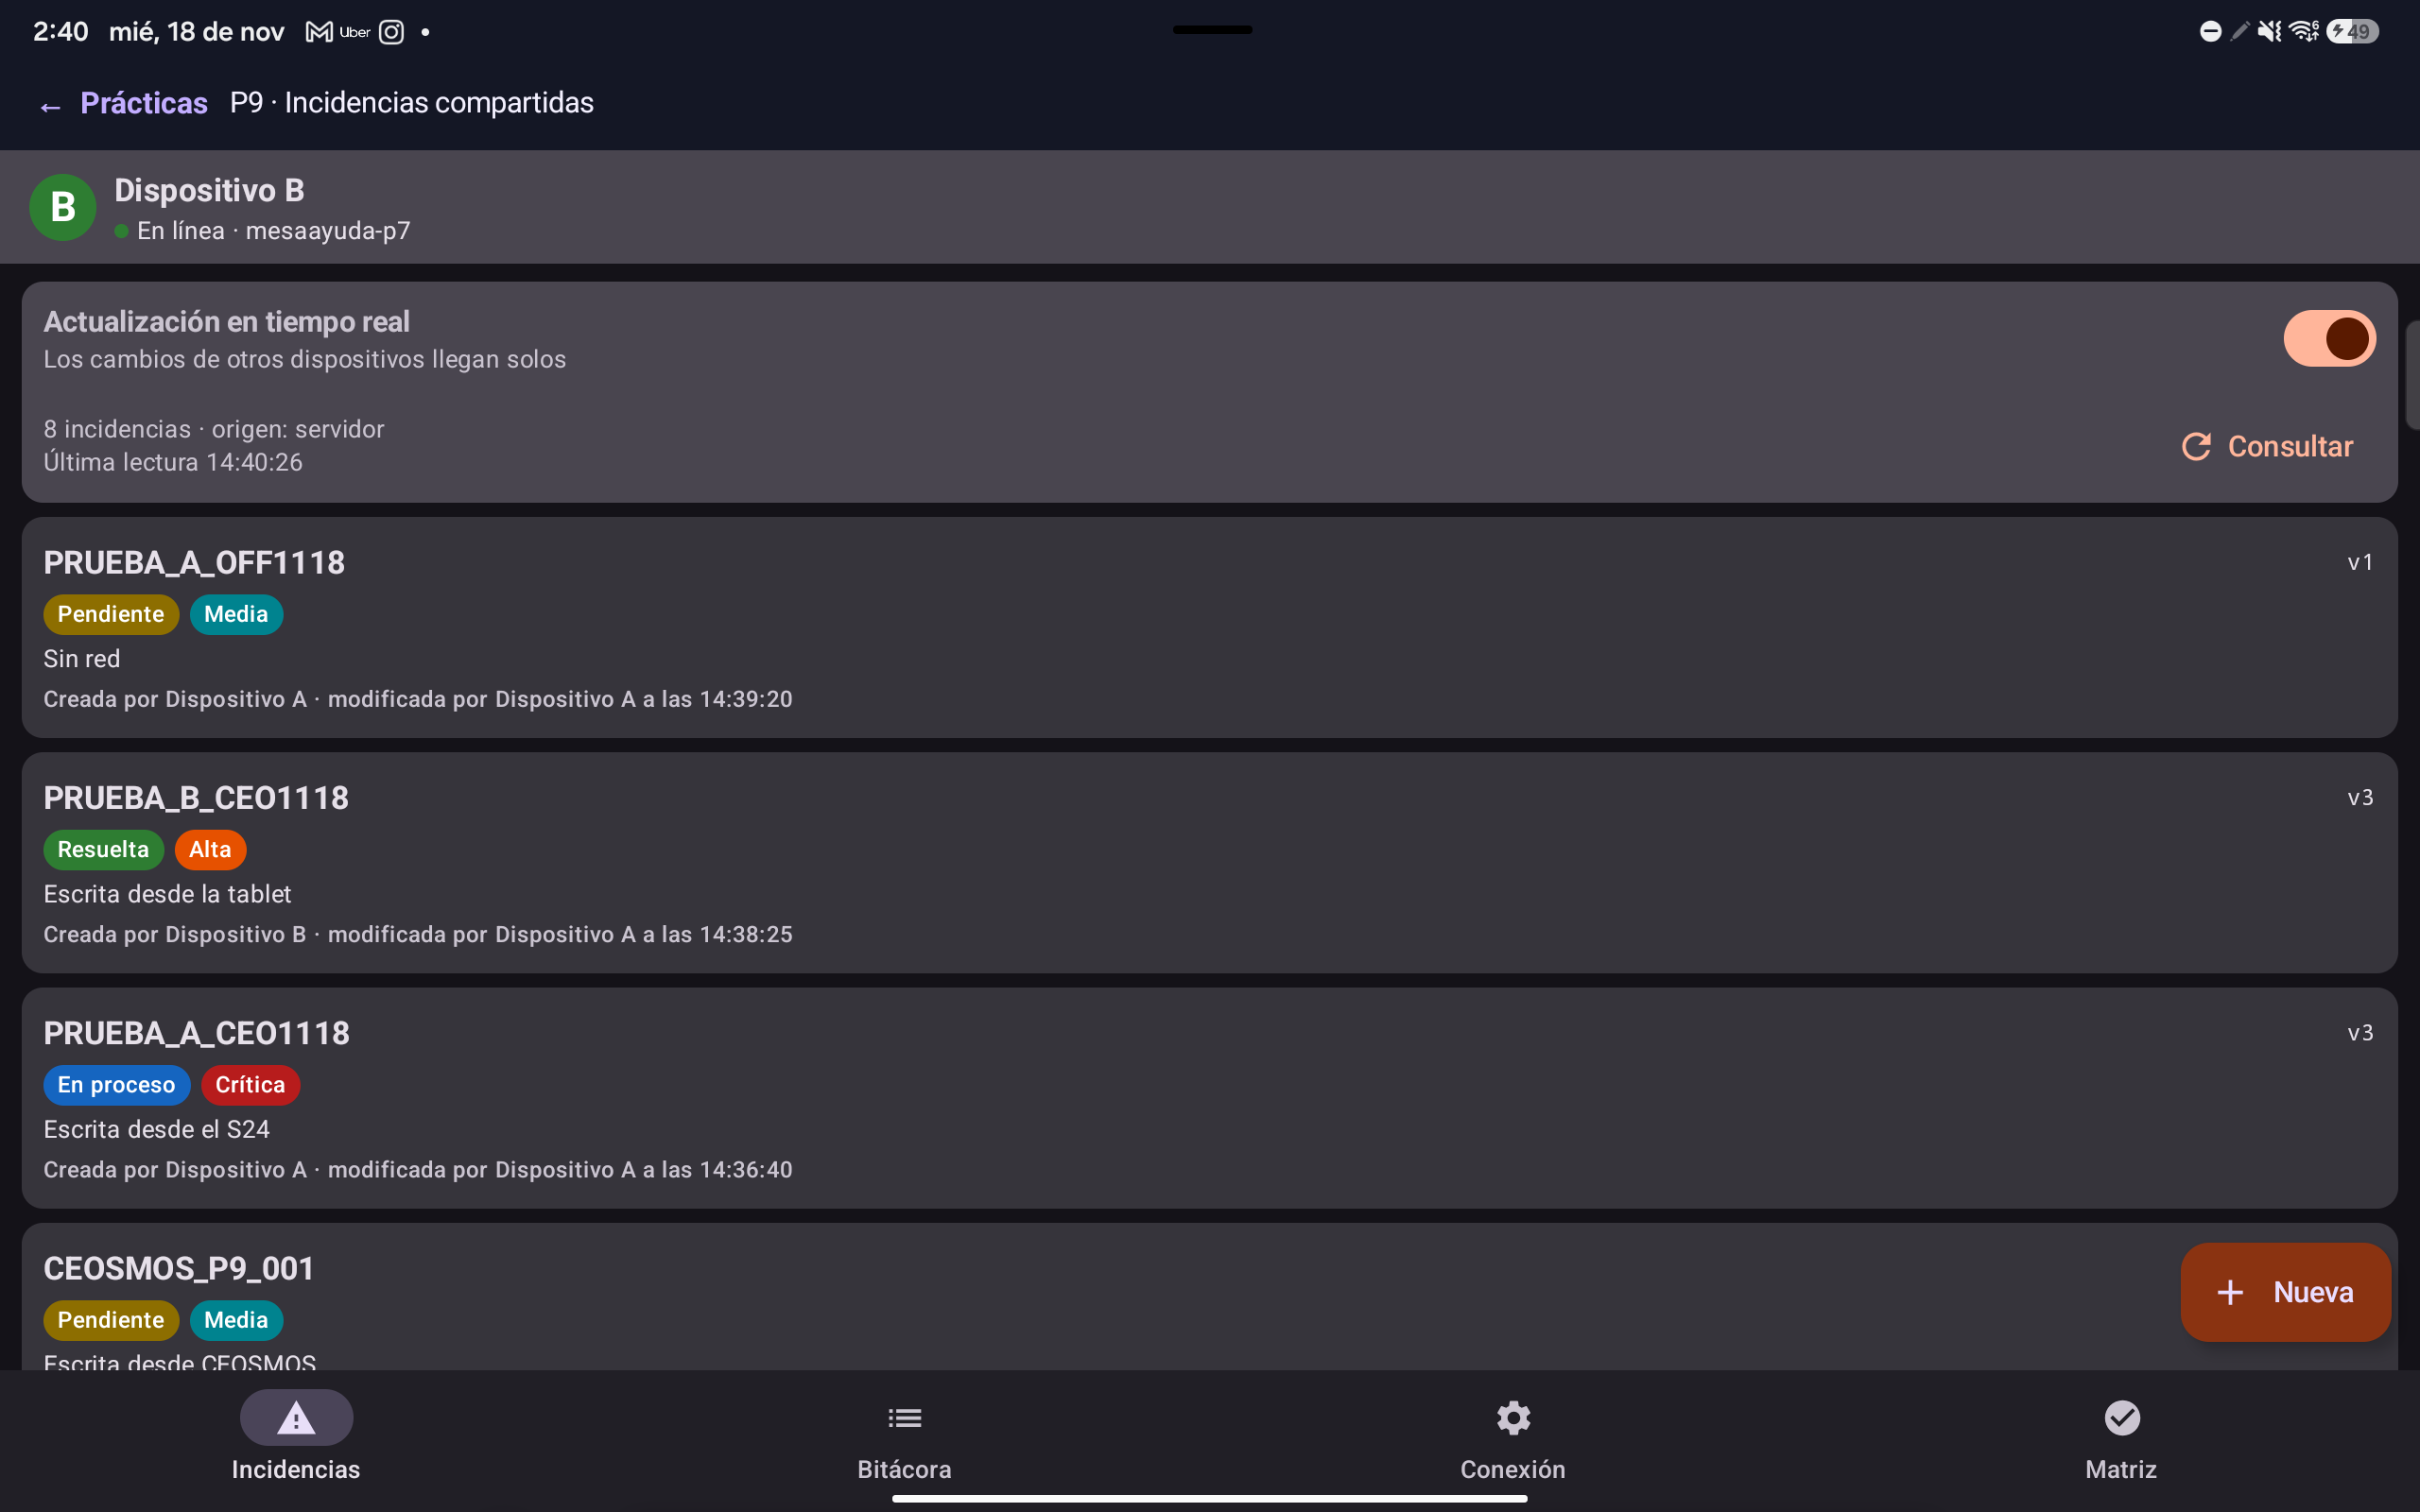 2:40 mié, 18 de nov Uber 6 49
← Prácticas P9 · Incidencias compartidas
B Dispositivo B
En línea · mesaayuda-p7
Actualización en tiempo real
Los cambios de otros dispositivos llegan solos
8 incidencias · origen: servidor
Última lectura 14:40:26
Consultar
PRUEBA_A_OFF1118 v1
Pendiente Media
Sin red
Creada por Dispositivo A · modificada por Dispositivo A a las 14:39:20
PRUEBA_B_CEO1118 v3
Resuelta Alta
Escrita desde la tablet
Creada por Dispositivo B · modificada por Dispositivo A a las 14:38:25
PRUEBA_A_CEO1118 v3
En proceso Crítica
Escrita desde el S24
Creada por Dispositivo A · modificada por Dispositivo A a las 14:36:40
CEOSMOS_P9_001
Pendiente Media
Escrita desde CEOSMOS
+ Nueva
Incidencias Bitácora Conexión Matriz